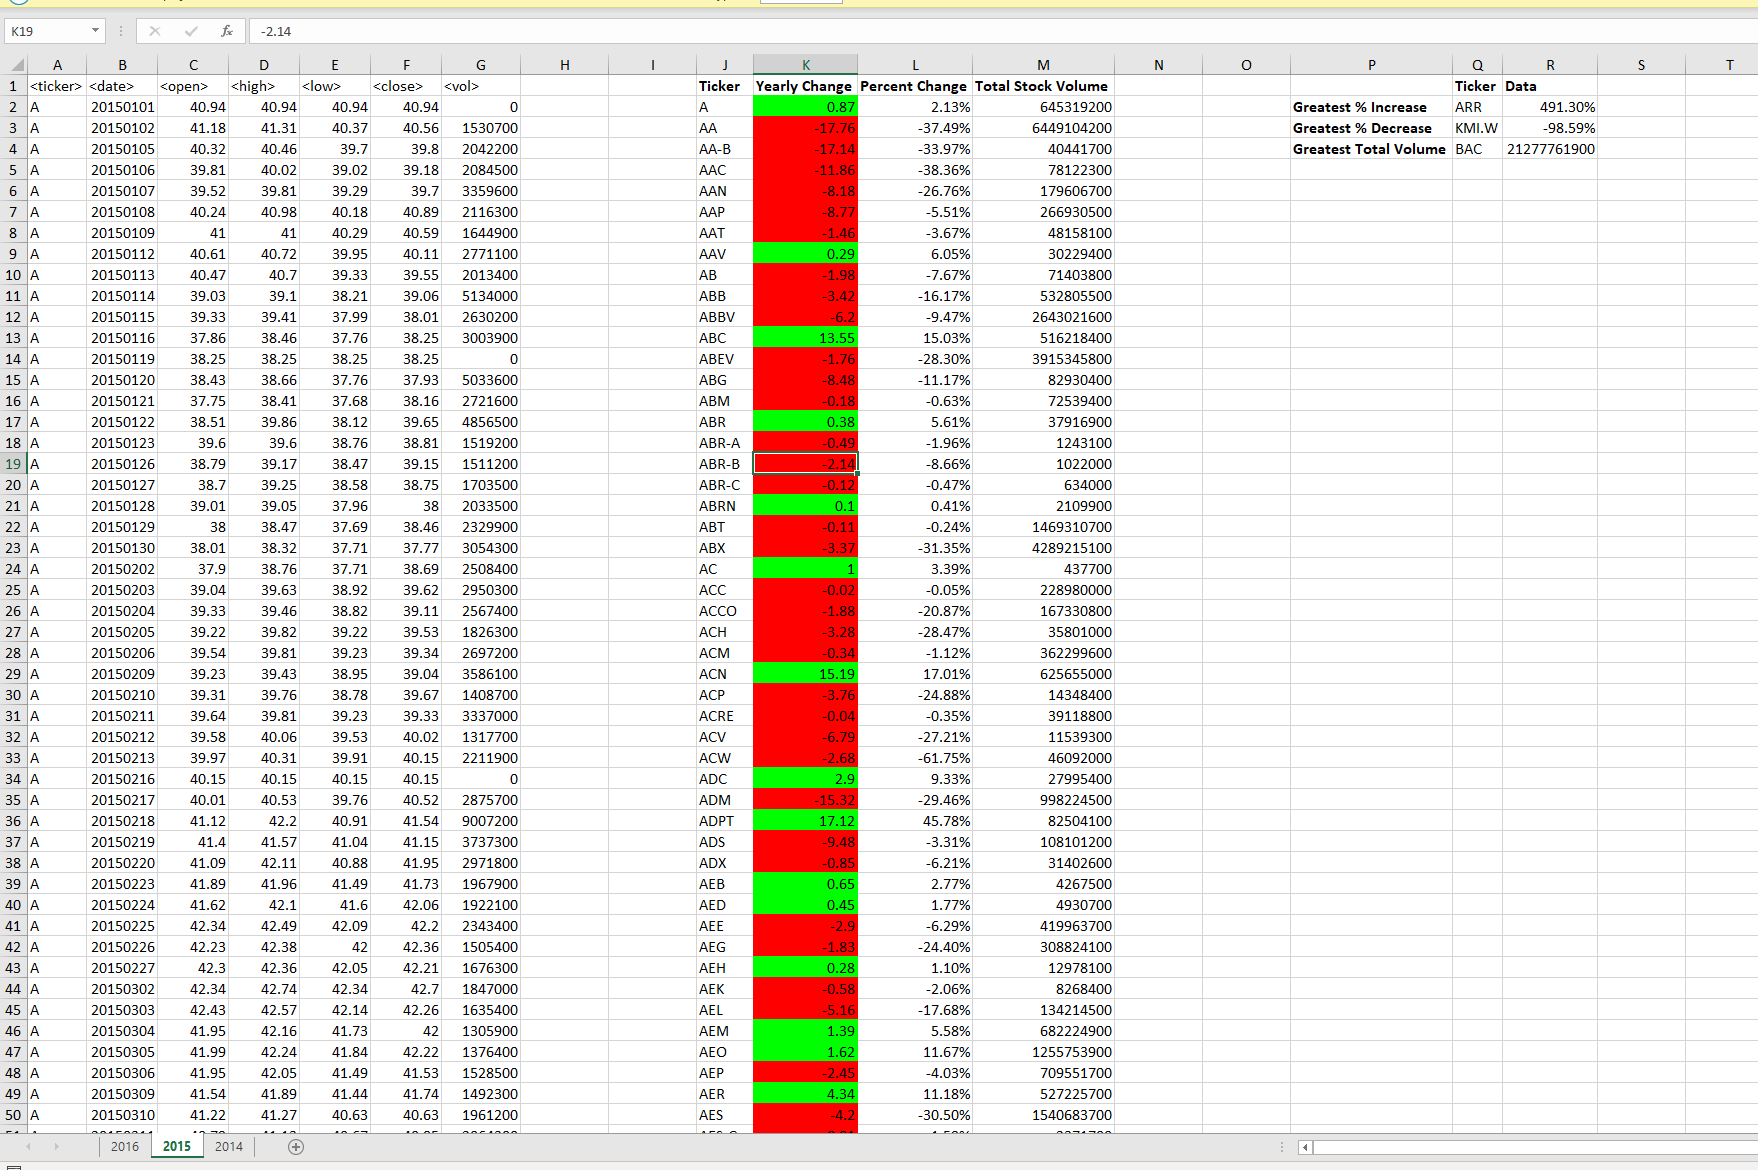 K19 fx -2.14
A B C D E F G H I J K L M N O P Q R S T
1 <ticker> <date> <open> <high> <low> <close> <vol> Ticker Yearly Change Percent Change Total Stock Volume Ticker Data
2 A 20150101 40.94 40.94 40.94 40.94 0 A 0.87 2.13% 645319200 Greatest % Increase ARR 491.30%
3 A 20150102 41.18 41.31 40.37 40.56 1530700 AA -17.76 -37.49% 6449104200 Greatest % Decrease KMI.W -98.59%
4 A 20150105 40.32 40.46 39.7 39.8 2042200 AA-B -17.14 -33.97% 40441700 Greatest Total Volume BAC 21277761900
5 A 20150106 39.81 40.02 39.02 39.18 2084500 AAC -11.86 -38.36% 78122300
6 A 20150107 39.52 39.81 39.29 39.7 3359600 AAN -8.18 -26.76% 179606700
7 A 20150108 40.24 40.98 40.18 40.89 2116300 AAP -8.77 -5.51% 266930500
8 A 20150109 41 41 40.29 40.59 1644900 AAT -1.46 -3.67% 48158100
9 A 20150112 40.61 40.72 39.95 40.11 2771100 AAV 0.29 6.05% 30229400
10 A 20150113 40.47 40.7 39.33 39.55 2013400 AB -1.98 -7.67% 71403800
11 A 20150114 39.03 39.1 38.21 39.06 5134000 ABB -3.42 -16.17% 532805500
12 A 20150115 39.33 39.41 37.99 38.01 2630200 ABBV -6.2 -9.47% 2643021600
13 A 20150116 37.86 38.46 37.76 38.25 3003900 ABC 13.55 15.03% 516218400
14 A 20150119 38.25 38.25 38.25 38.25 0 ABEV -1.76 -28.30% 3915345800
15 A 20150120 38.43 38.66 37.76 37.93 5033600 ABG -8.48 -11.17% 82930400
16 A 20150121 37.75 38.41 37.68 38.16 2721600 ABM -0.18 -0.63% 72539400
17 A 20150122 38.51 39.86 38.12 39.65 4856500 ABR 0.38 5.61% 37916900
18 A 20150123 39.6 39.6 38.76 38.81 1519200 ABR-A -0.49 -1.96% 1243100
19 A 20150126 38.79 39.17 38.47 39.15 1511200 ABR-B -2.14 -8.66% 1022000
20 A 20150127 38.7 39.25 38.58 38.75 1703500 ABR-C -0.12 -0.47% 634000
21 A 20150128 39.01 39.05 37.96 38 2033500 ABRN 0.1 0.41% 2109900
22 A 20150129 38 38.47 37.69 38.46 2329900 ABT -0.11 -0.24% 1469310700
23 A 20150130 38.01 38.32 37.71 37.77 3054300 ABX -3.37 -31.35% 4289215100
24 A 20150202 37.9 38.76 37.71 38.69 2508400 AC 1 3.39% 437700
25 A 20150203 39.04 39.63 38.92 39.62 2950300 ACC -0.02 -0.05% 228980000
26 A 20150204 39.33 39.46 38.82 39.11 2567400 ACCO -1.88 -20.87% 167330800
27 A 20150205 39.22 39.82 39.22 39.53 1826300 ACH -3.28 -28.47% 35801000
28 A 20150206 39.54 39.81 39.23 39.34 2697200 ACM -0.34 -1.12% 362299600
29 A 20150209 39.23 39.43 38.95 39.04 3586100 ACN 15.19 17.01% 625655000
30 A 20150210 39.31 39.76 38.78 39.67 1408700 ACP -3.76 -24.88% 14348400
31 A 20150211 39.64 39.81 39.23 39.33 3337000 ACRE -0.04 -0.35% 39118800
32 A 20150212 39.58 40.06 39.53 40.02 1317700 ACV -6.79 -27.21% 11539300
33 A 20150213 39.97 40.31 39.91 40.15 2211900 ACW -2.68 -61.75% 46092000
34 A 20150216 40.15 40.15 40.15 40.15 0 ADC 2.9 9.33% 27995400
35 A 20150217 40.01 40.53 39.76 40.52 2875700 ADM -15.32 -29.46% 998224500
36 A 20150218 41.12 42.2 40.91 41.54 9007200 ADPT 17.12 45.78% 82504100
37 A 20150219 41.4 41.57 41.04 41.15 3737300 ADS -9.48 -3.31% 108101200
38 A 20150220 41.09 42.11 40.88 41.95 2971800 ADX -0.85 -6.21% 31402600
39 A 20150223 41.89 41.96 41.49 41.73 1967900 AEB 0.65 2.77% 4267500
40 A 20150224 41.62 42.1 41.6 42.06 1922100 AED 0.45 1.77% 4930700
41 A 20150225 42.34 42.49 42.09 42.2 2343400 AEE -2.9 -6.29% 419963700
42 A 20150226 42.23 42.38 42 42.36 1505400 AEG -1.83 -24.40% 308824100
43 A 20150227 42.3 42.36 42.05 42.21 1676300 AEH 0.28 1.10% 12978100
44 A 20150302 42.34 42.74 42.34 42.7 1847000 AEK -0.58 -2.06% 8268400
45 A 20150303 42.43 42.57 42.14 42.26 1635400 AEL -5.16 -17.68% 134214500
46 A 20150304 41.95 42.16 41.73 42 1305900 AEM 1.39 5.58% 682224900
47 A 20150305 41.99 42.24 41.84 42.22 1376400 AEO 1.62 11.67% 1255753900
48 A 20150306 41.95 42.05 41.49 41.53 1528500 AEP -2.45 -4.03% 709551700
49 A 20150309 41.54 41.89 41.44 41.74 1492300 AER 4.34 11.18% 527225700
50 A 20150310 41.22 41.27 40.63 40.63 1961200 AES -4.2 -30.50% 1540683700
2016 2015 2014